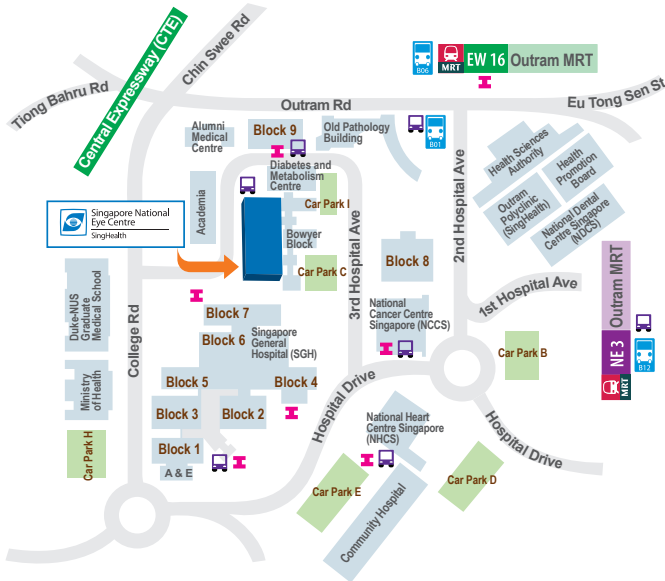 Central Expressway (CTE)
Chin Swee Rd
Tiong Bahru Rd
B06
MRT
EW 16
Outram MRT
Outram Rd
Eu Tong Sen St
Alumni
Medical
Centre
Block 9
Old Pathology
Building
B01
Diabetes and
Metabolism
Centre
Health Sciences
Authority
Health
Promotion
Board
Outram
Polyclinic
(SingHealth)
National Dental
Centre Singapore
(NDCS)
2nd Hospital Ave
Academia
Car Park I
Singapore National
Eye Centre
SingHealth
Bowyer
Block
3rd Hospital Ave
Block 8
Car Park C
Outram MRT
NE 3
MRT
B12
1st Hospital Ave
Duke-NUS
Graduate
Medical School
College Rd
Block 7
Block 6
Singapore
General
Hospital (SGH)
National
Cancer Centre
Singapore (NCCS)
Car Park B
Ministry
of Health
Block 5
Block 4
Block 3
Block 2
Hospital Drive
National Heart
Centre Singapore
(NHCS)
Hospital Drive
Car Park H
Block 1
A & E
Car Park E
Community Hospital
Car Park D